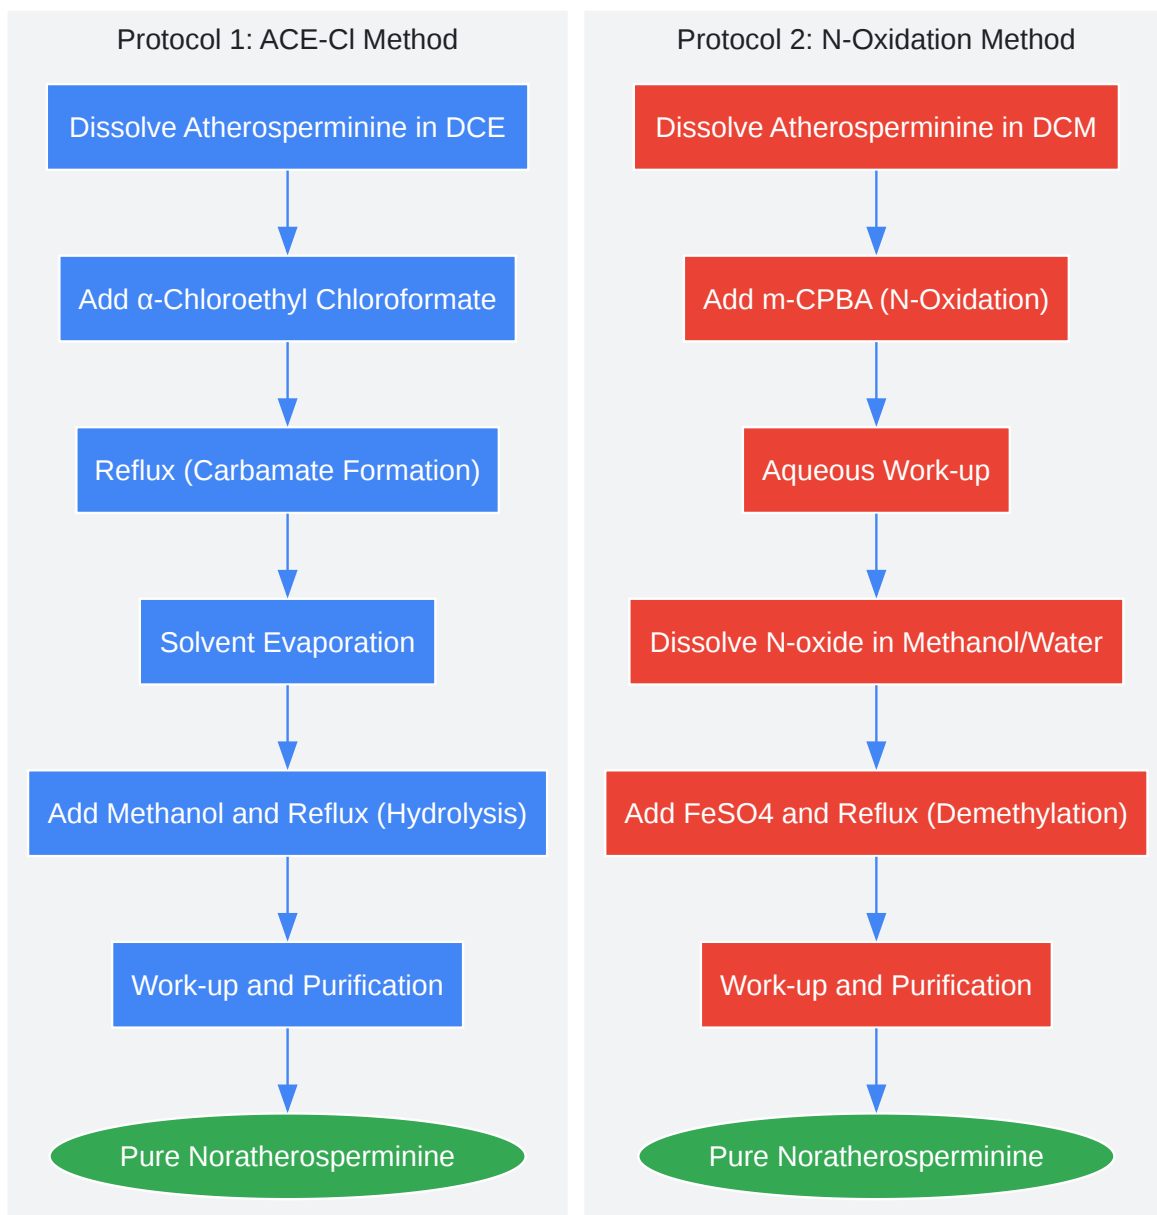 Protocol 1: ACE-Cl Method
Dissolve Atherosperminine in DCE
Add α-Chloroethyl Chloroformate
Reflux (Carbamate Formation)
Solvent Evaporation
Add Methanol and Reflux (Hydrolysis)
Work-up and Purification
Pure Noratherosperminine
Protocol 2: N-Oxidation Method
Dissolve Atherosperminine in DCM
Add m-CPBA (N-Oxidation)
Aqueous Work-up
Dissolve N-oxide in Methanol/Water
Add FeSO4 and Reflux (Demethylation)
Work-up and Purification
Pure Noratherosperminine